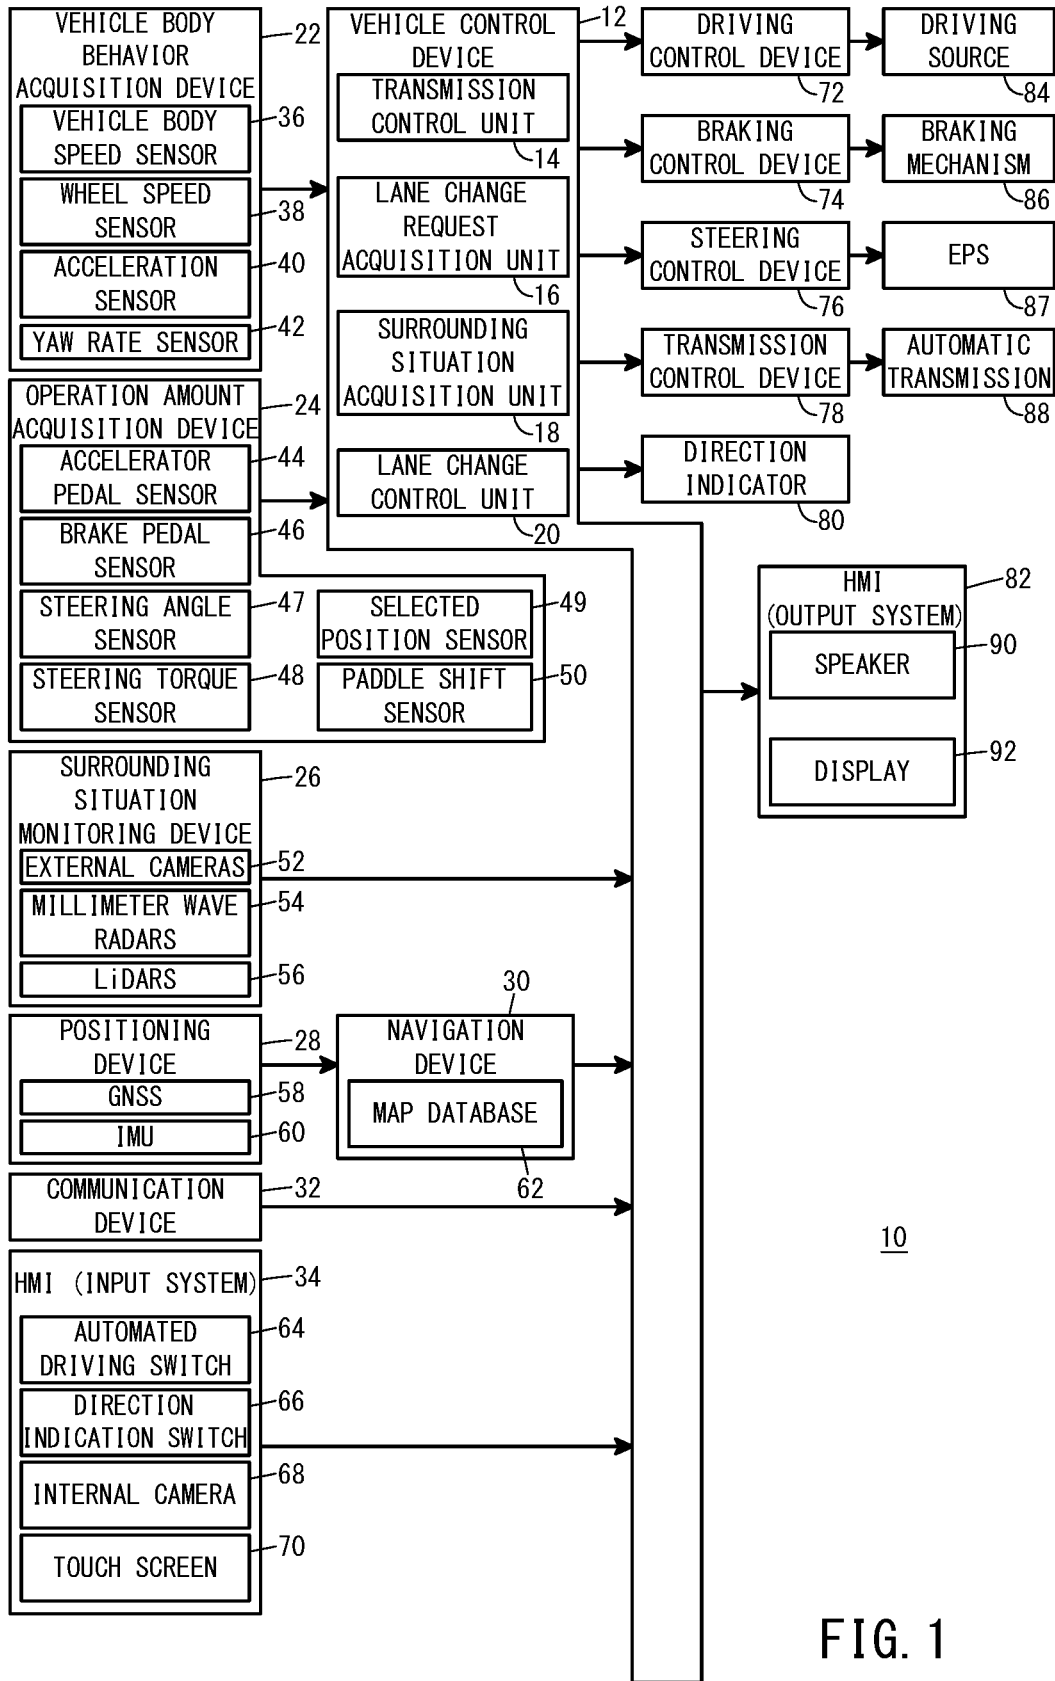 VEHICLE BODY
BEHAVIOR
ACQUISITION DEVICE
22
VEHICLE BODY
SPEED SENSOR
36
WHEEL SPEED
SENSOR
38
ACCELERATION
SENSOR
40
YAW RATE SENSOR
42
OPERATION AMOUNT
ACQUISITION DEVICE
24
ACCELERATOR
PEDAL SENSOR
44
BRAKE PEDAL
SENSOR
46
STEERING ANGLE
SENSOR
47
STEERING TORQUE
SENSOR
48
SELECTED
POSITION SENSOR
49
PADDLE SHIFT
SENSOR
50
SURROUNDING
SITUATION
MONITORING DEVICE
26
EXTERNAL CAMERAS
52
MILLIMETER WAVE
RADARS
54
LiDARS
56
POSITIONING
DEVICE
28
GNSS
58
IMU
60
NAVIGATION
DEVICE
30
MAP DATABASE
62
COMMUNICATION
DEVICE
32
HMI (INPUT SYSTEM)
34
AUTOMATED
DRIVING SWITCH
64
DIRECTION
INDICATION SWITCH
66
INTERNAL CAMERA
68
TOUCH SCREEN
70
VEHICLE CONTROL
DEVICE
12
TRANSMISSION
CONTROL UNIT
14
LANE CHANGE
REQUEST
ACQUISITION UNIT
16
SURROUNDING
SITUATION
ACQUISITION UNIT
18
LANE CHANGE
CONTROL UNIT
20
DRIVING
CONTROL DEVICE
72
DRIVING
SOURCE
84
BRAKING
CONTROL DEVICE
74
BRAKING
MECHANISM
86
STEERING
CONTROL DEVICE
76
EPS
87
TRANSMISSION
CONTROL DEVICE
78
AUTOMATIC
TRANSMISSION
88
DIRECTION
INDICATOR
80
HMI
(OUTPUT SYSTEM)
82
SPEAKER
90
DISPLAY
92
10
FIG. 1